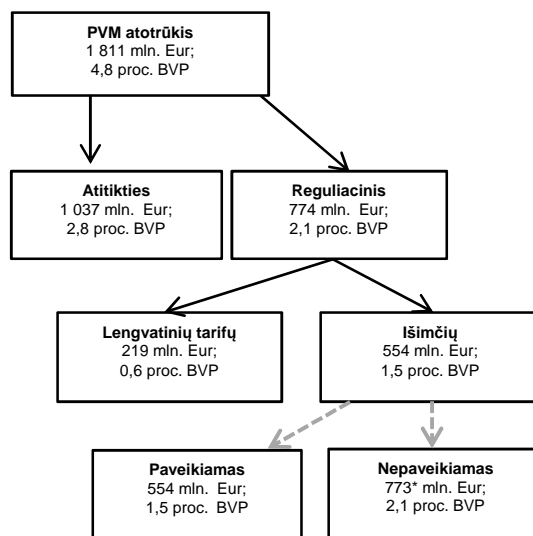 PVM atotrūkis
1 811 mln. Eur;
4,8 proc. BVP
Atitikties
1 037 mln. Eur;
2,8 proc. BVP
Reguliacinis
774 mln. Eur;
2,1 proc. BVP
Lengvatinių tarifų
219 mln. Eur;
0,6 proc. BVP
Išimčių
554 mln. Eur;
1,5 proc. BVP
Paveikiamas
554 mln. Eur;
1,5 proc. BVP
Nepaveikiamas
773* mln. Eur;
2,1 proc. BVP